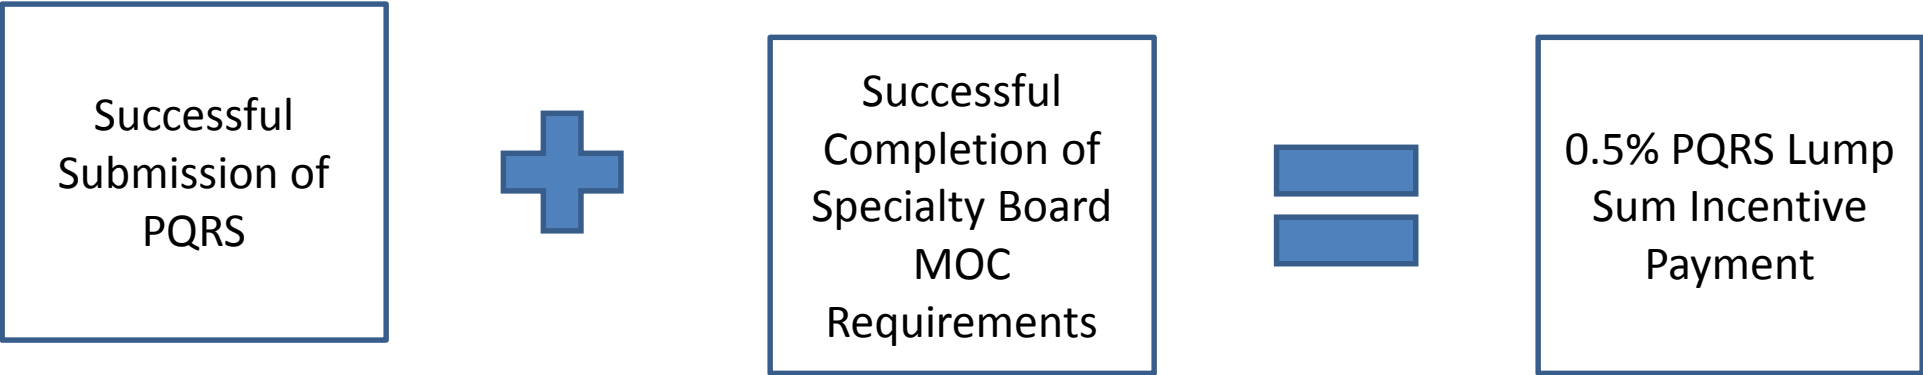 Successful
Submission of
PQRS
Successful
Completion of
Specialty Board
MOC
Requirements
0.5% PQRS Lump
Sum Incentive
Payment